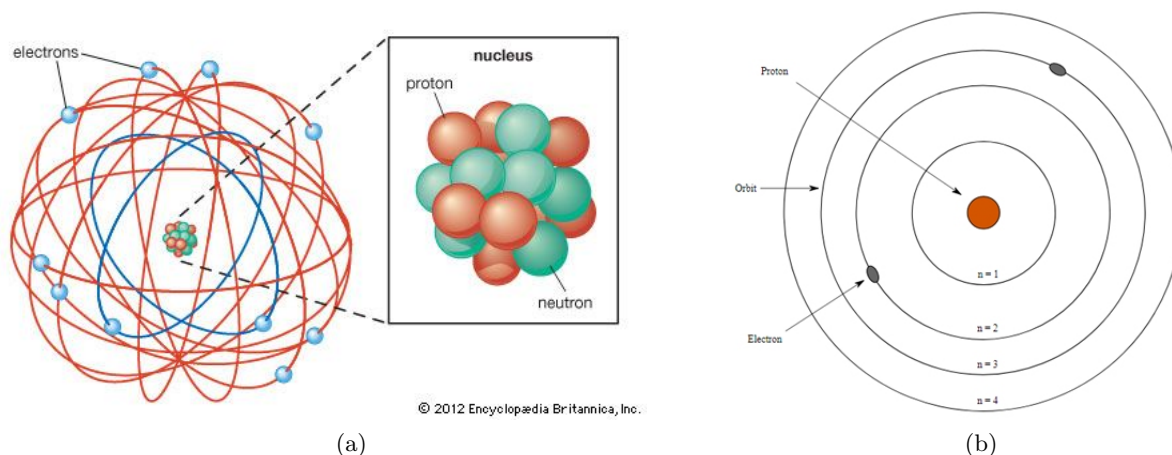 electrons
nucleus
proton
neutron
© 2012 Encyclopædia Britannica, Inc.
(a)
Proton
Orbit
Electron
n = 1
n = 2
n = 3
n = 4
(b)